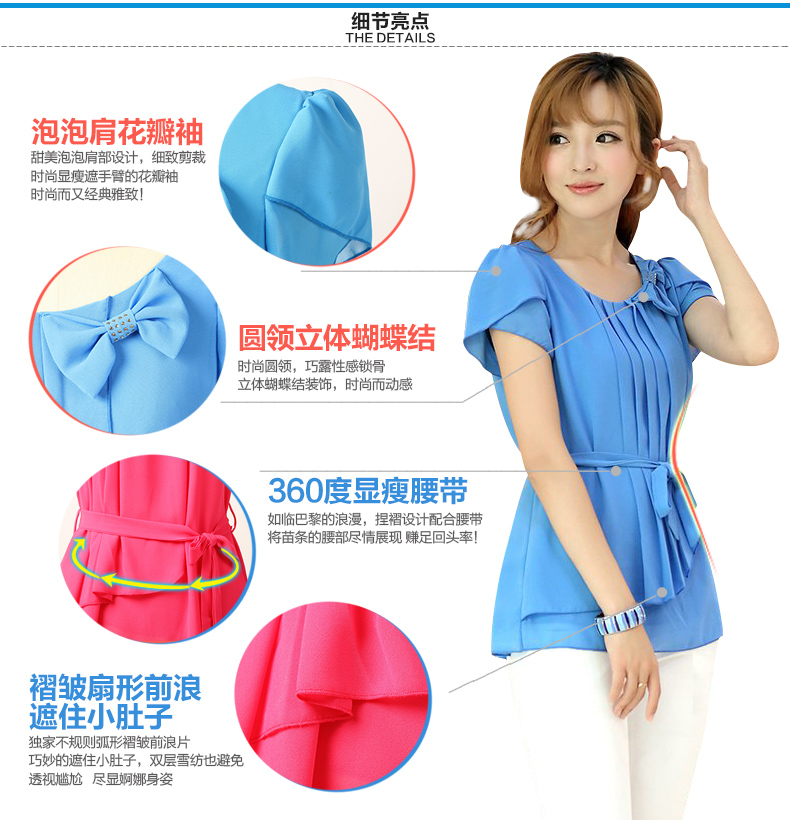 细节亮点
THE DETAILS
泡泡肩花瓣袖
甜美泡泡肩部设计，细致剪裁
时尚显瘦遮手臂的花瓣袖
时尚而又经典雅致！
圆领立体蝴蝶结
时尚圆领，巧露性感锁骨
立体蝴蝶结装饰，时尚而动感
360度显瘦腰带
如临巴黎的浪漫，捏褶设计配合腰带
将苗条的腰部尽情展现 赚足回头率！
褶皱扇形前浪
遮住小肚子
独家不规则弧形褶皱前浪片
巧妙的遮住小肚子，双层雪纺也避免
透视尴尬 尽显婀娜身姿